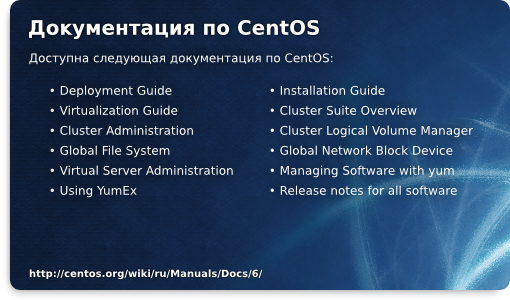 Документация по CentOS
Доступна следующая документация по CentOS:
• Deployment Guide
• Virtualization Guide
• Cluster Administration
• Global File System
• Virtual Server Administration
• Using YumEx
• Installation Guide
• Cluster Suite Overview
• Cluster Logical Volume Manager
• Global Network Block Device
• Managing Software with yum
• Release notes for all software
http://centos.org/wiki/ru/Manuals/Docs/6/